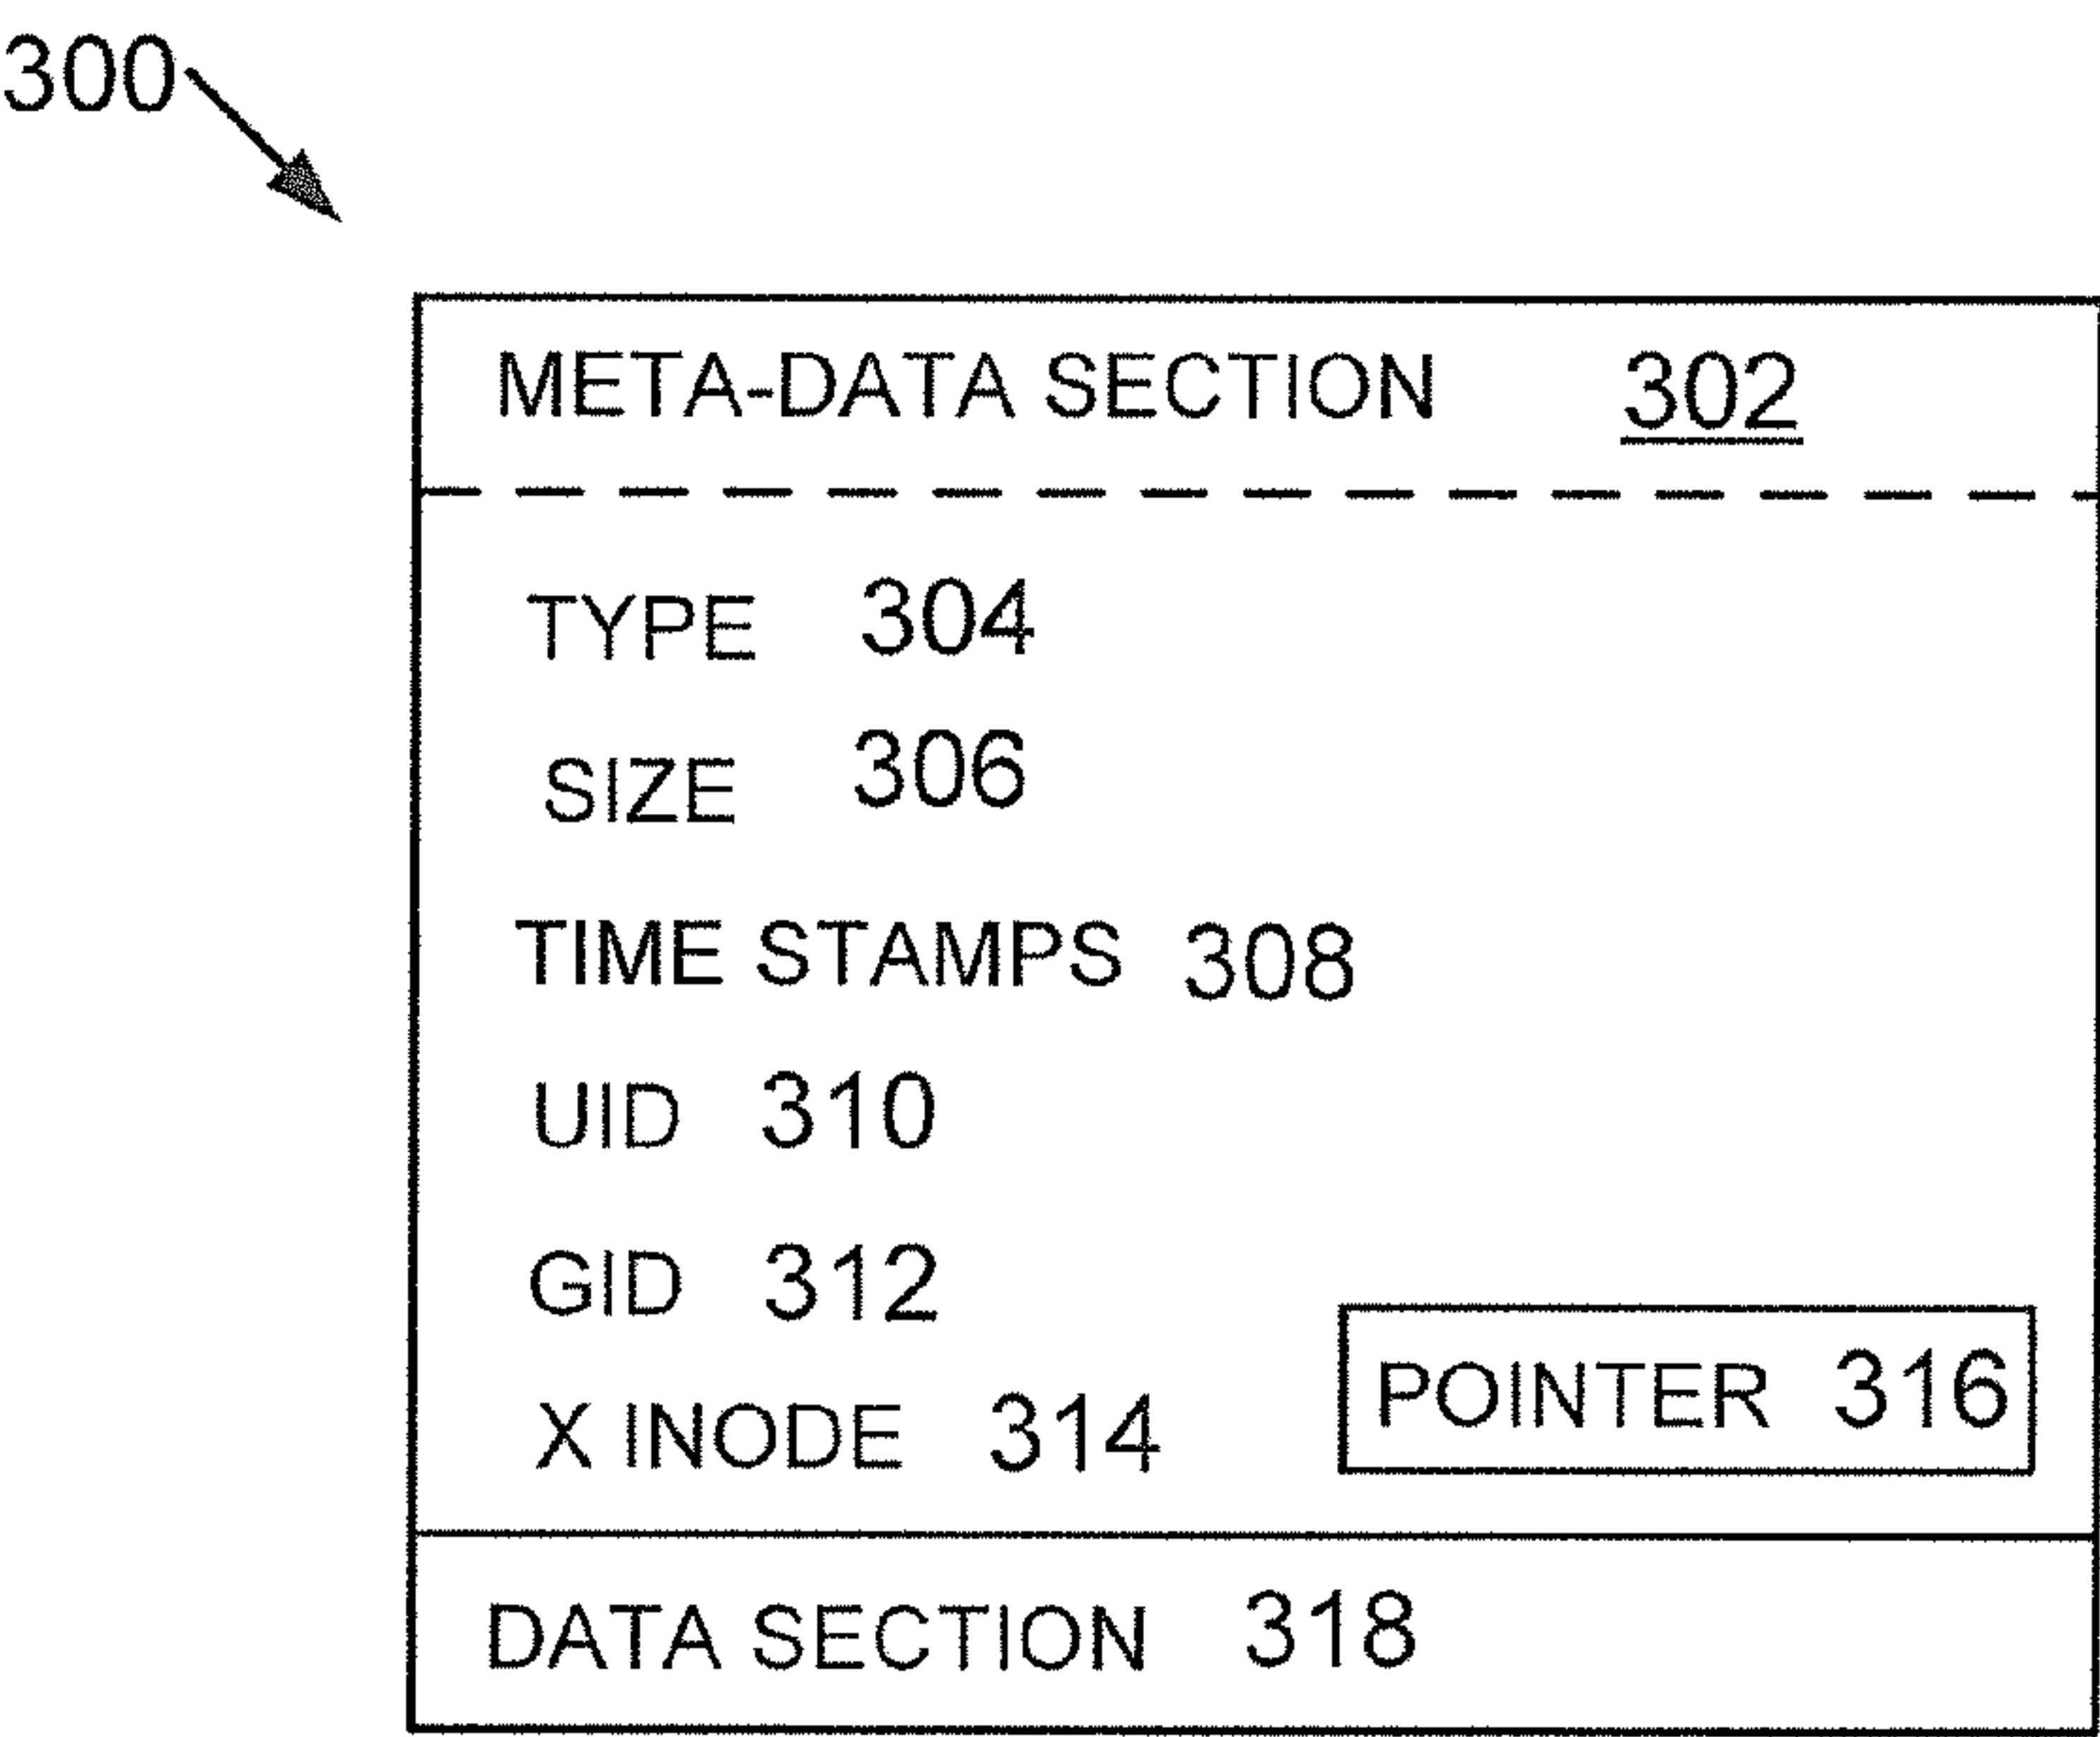 300
META-DATA SECTION 302
TYPE 304
SIZE 306
TIME STAMPS 308
UID 310
GID 312
X INODE 314
POINTER 316
DATA SECTION 318